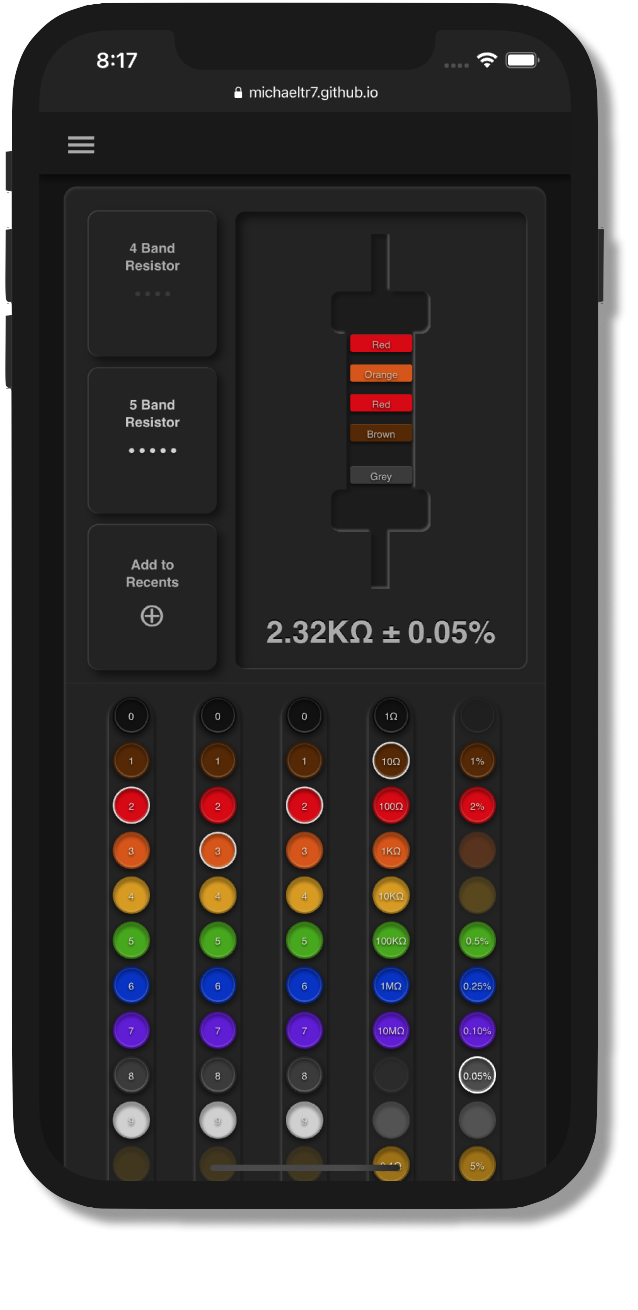 8:17
michaeltr7.github.io
4 Band
Resistor
5 Band
Resistor
Add to
Recents
Red
Orange
Red
Brown
Grey
2.32KΩ ± 0.05%
0 0 0 1Ω
1 1 1 10Ω 1%
2 2 2 100Ω 2%
3 3 3 1KΩ
4 4 4 10KΩ
5 5 5 100KΩ 0.5%
6 6 6 1MΩ 0.25%
7 7 7 10MΩ 0.10%
8 8 8 0.05%
9 9 9
5%